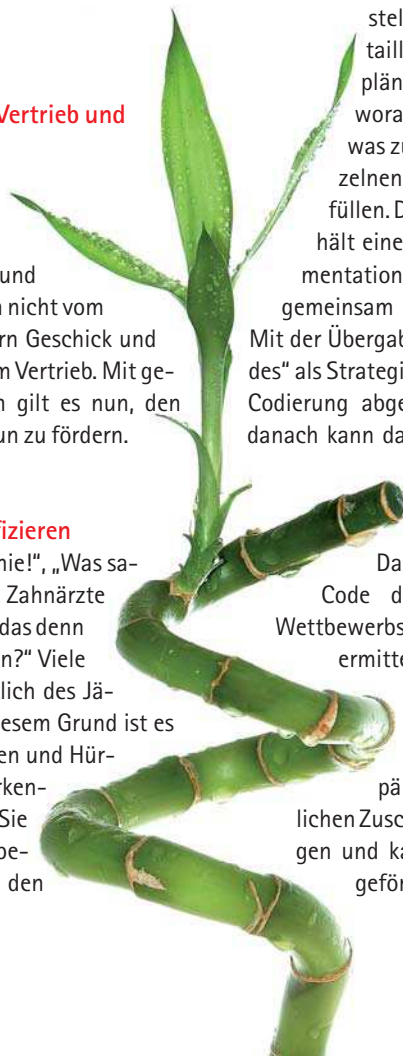 Vertrieb und
und
nicht vom
rn Geschick und
m Vertrieb. Mit ge-
gilt es nun, den
un zu fördern.
fizieren
nie!", „Was sa-
Zahnärzte
das denn
n?" Viele
lich des Jä-
esem Grund ist es
en und Hür-
rken-
Sie
be-
den
stel
taill
plän
wora
was zu
zelnen
füllen. D
hält eine
mentation
gemeinsam
Mit der Übergab
des" als Strategi
Codierung abge
danach kann da
Da
Code d
Wettbewerbs
ermitte
pä
lichen Zusc
gen und ka
geför